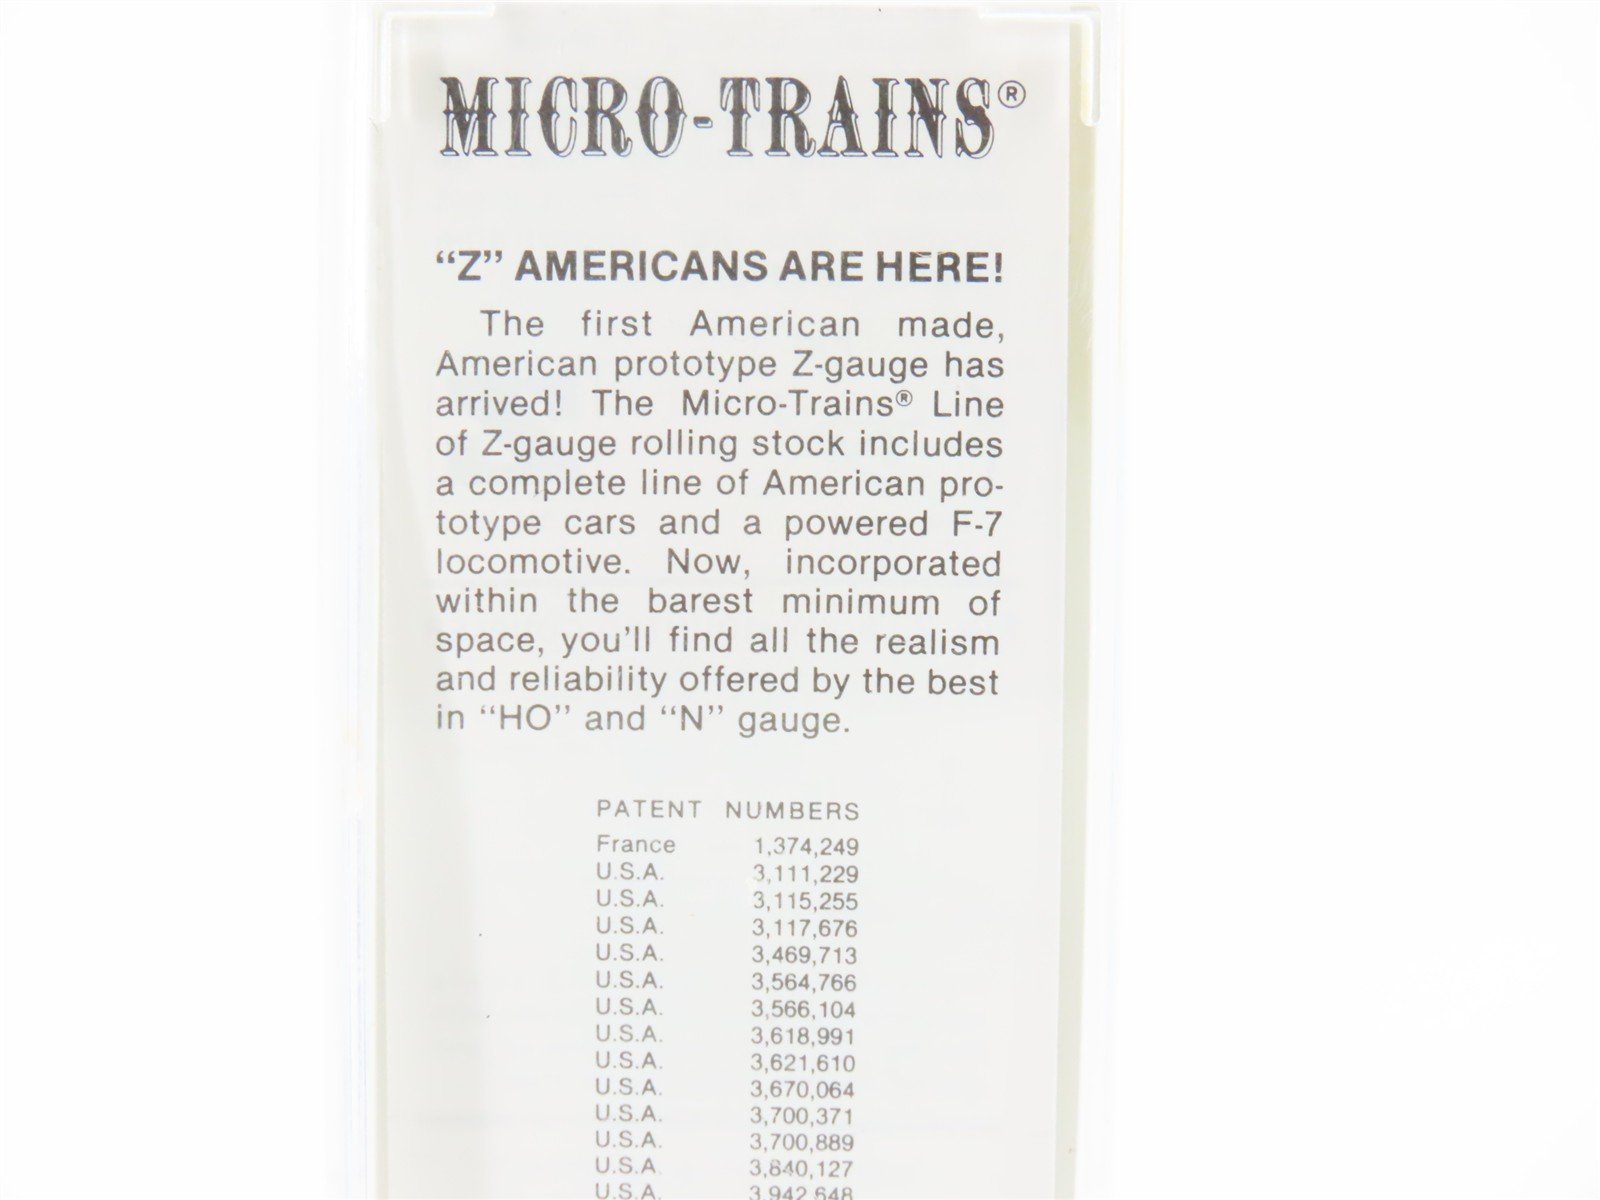 MICRO-TRAINS®
“Z” AMERICANS ARE HERE!
The first American made,
American prototype Z-gauge has
arrived! The Micro-Trains® Line
of Z-gauge rolling stock includes
a complete line of American pro-
totype cars and a powered F-7
locomotive. Now, incorporated
within the barest minimum of
space, you'll find all the realism
and reliability offered by the best
in “HO” and “N” gauge.
PATENT NUMBERS
France 1,374,249
U.S.A. 3,111,229
U.S.A. 3,115,255
U.S.A. 3,117,676
U.S.A. 3,469,713
U.S.A. 3,564,766
U.S.A. 3,566,104
U.S.A. 3,618,991
U.S.A. 3,621,610
U.S.A. 3,670,064
U.S.A. 3,700,371
U.S.A. 3,700,889
U.S.A. 3,840,127
U.S.A. 3,942,648